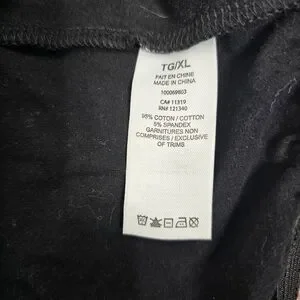 TG/XL
FAIT EN CHINE
MADE IN CHINA
100069803
CA# 11319
RN# 121340
95% COTON / COTTON
5% SPANDEX
GARNITURES NON
COMPRISES / EXCLUSIVE
OF TRIMS